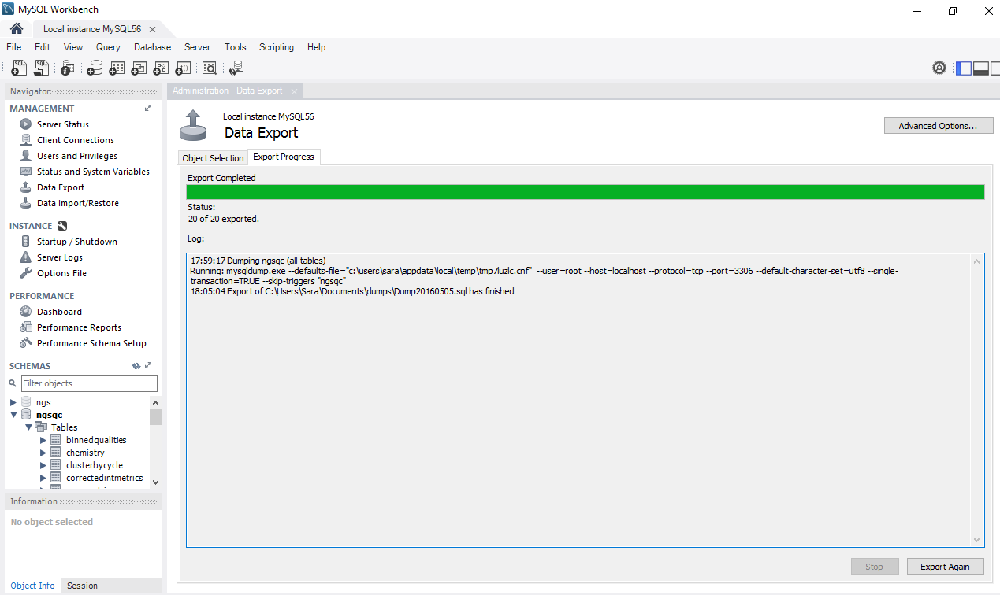 MySQL Workbench
Local instance MySQL56
File Edit View Query Database Server Tools Scripting Help
SQL SQL
Navigator
MANAGEMENT
Server Status
Client Connections
Users and Privileges
Status and System Variables
Data Export
Data Import/Restore
INSTANCE
Startup / Shutdown
Server Logs
Options File
PERFORMANCE
Dashboard
Performance Reports
Performance Schema Setup
SCHEMAS
Filter objects
ngs
ngsqc
Tables
binnedqualities
chemistry
clusterbycycle
correctedintmetrics
Information
No object selected
Object Info Session
Administration - Data Export
Local instance MySQL56
Data Export
Advanced Options...
Object Selection Export Progress
Export Completed
Status:
20 of 20 exported.
Log:
17:59:17 Dumping ngsqc (all tables)
Running: mysqldump.exe --defaults-file="c:\users\sara\appdata\local\temp\tmp7luzlc.cnf" --user=root --host=localhost --protocol=tcp --port=3306 --default-character-set=utf8 --single-
transaction=TRUE --skip-triggers "ngsqc"
18:05:04 Export of C:\Users\Sara\Documents\dumps\Dump20160505.sql has finished
Stop Export Again